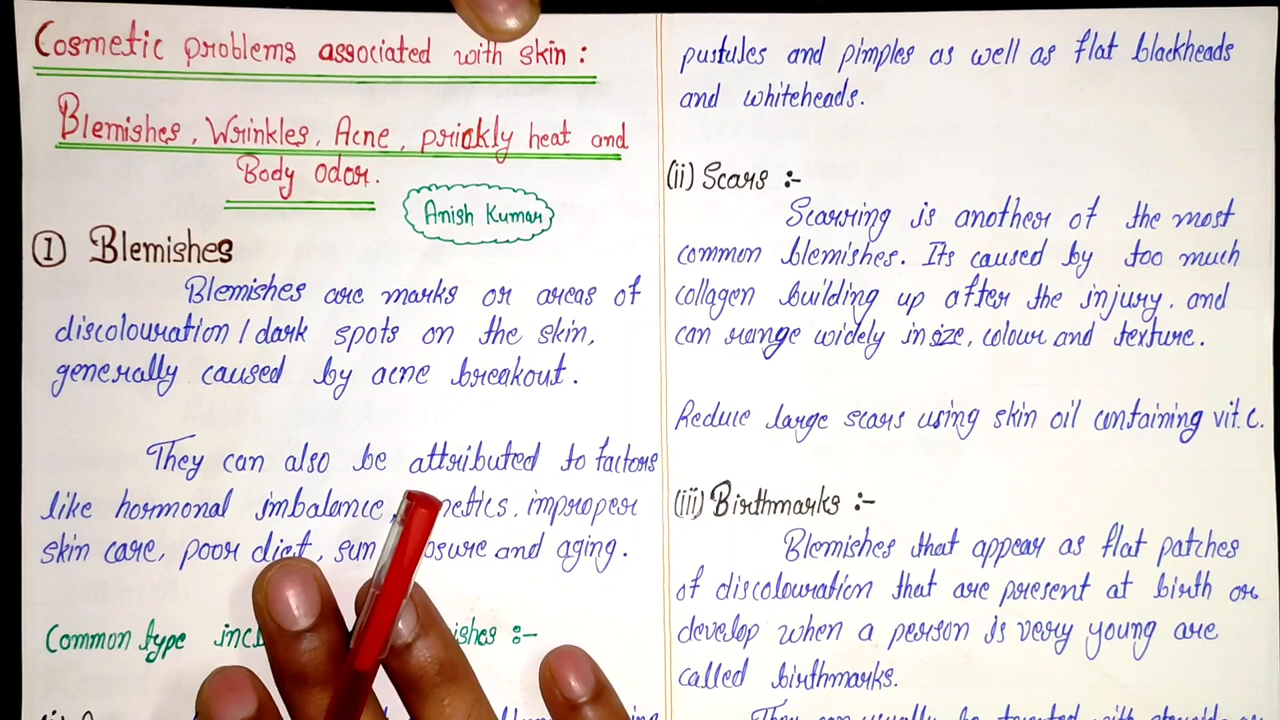 Cosmetic problems associated with skin :
Blemishes, Wrinkles, Acne, prickly heat and
Body odor.
Anish Kumar
① Blemishes
Blemishes are marks or areas of
discolouration / dark spots on the skin,
generally caused by acne breakout.
They can also be attributed to factors
like hormonal imbalance, improper
skin care, poor diet, sun and aging.
Common type
pustules and pimples as well as flat blackheads
and whiteheads.
(ii) Scars :-
Scarring is another of the most
common blemishes. Its caused by too much
collagen building up after the injury, and
can range widely in size, colour and texture.
Reduce large scars using skin oil containing vit. C.
(iii) Birthmarks :-
Blemishes that appear as flat patches
of discolouration that are present at birth or
develop when a person is very young are
called birthmarks.
They can usually be treated with